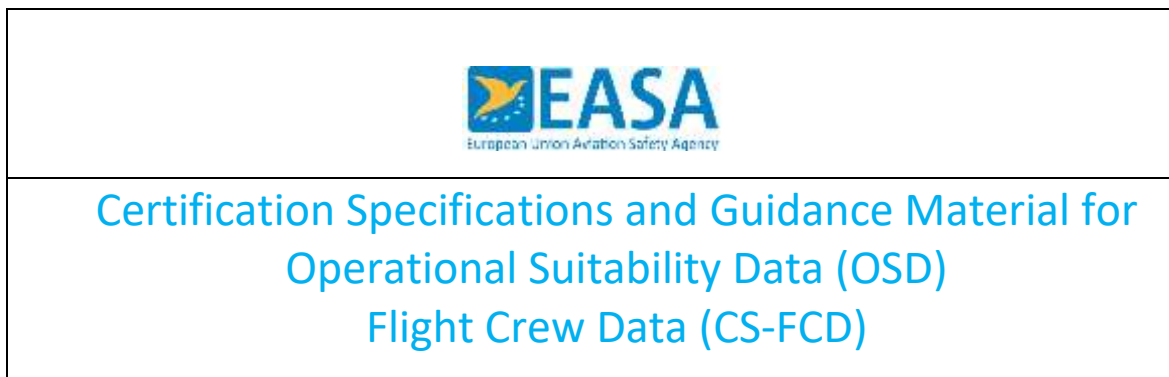 EASA
European Union Aviation Safety Agency
Certification Specifications and Guidance Material for
Operational Suitability Data (OSD)
Flight Crew Data (CS-FCD)